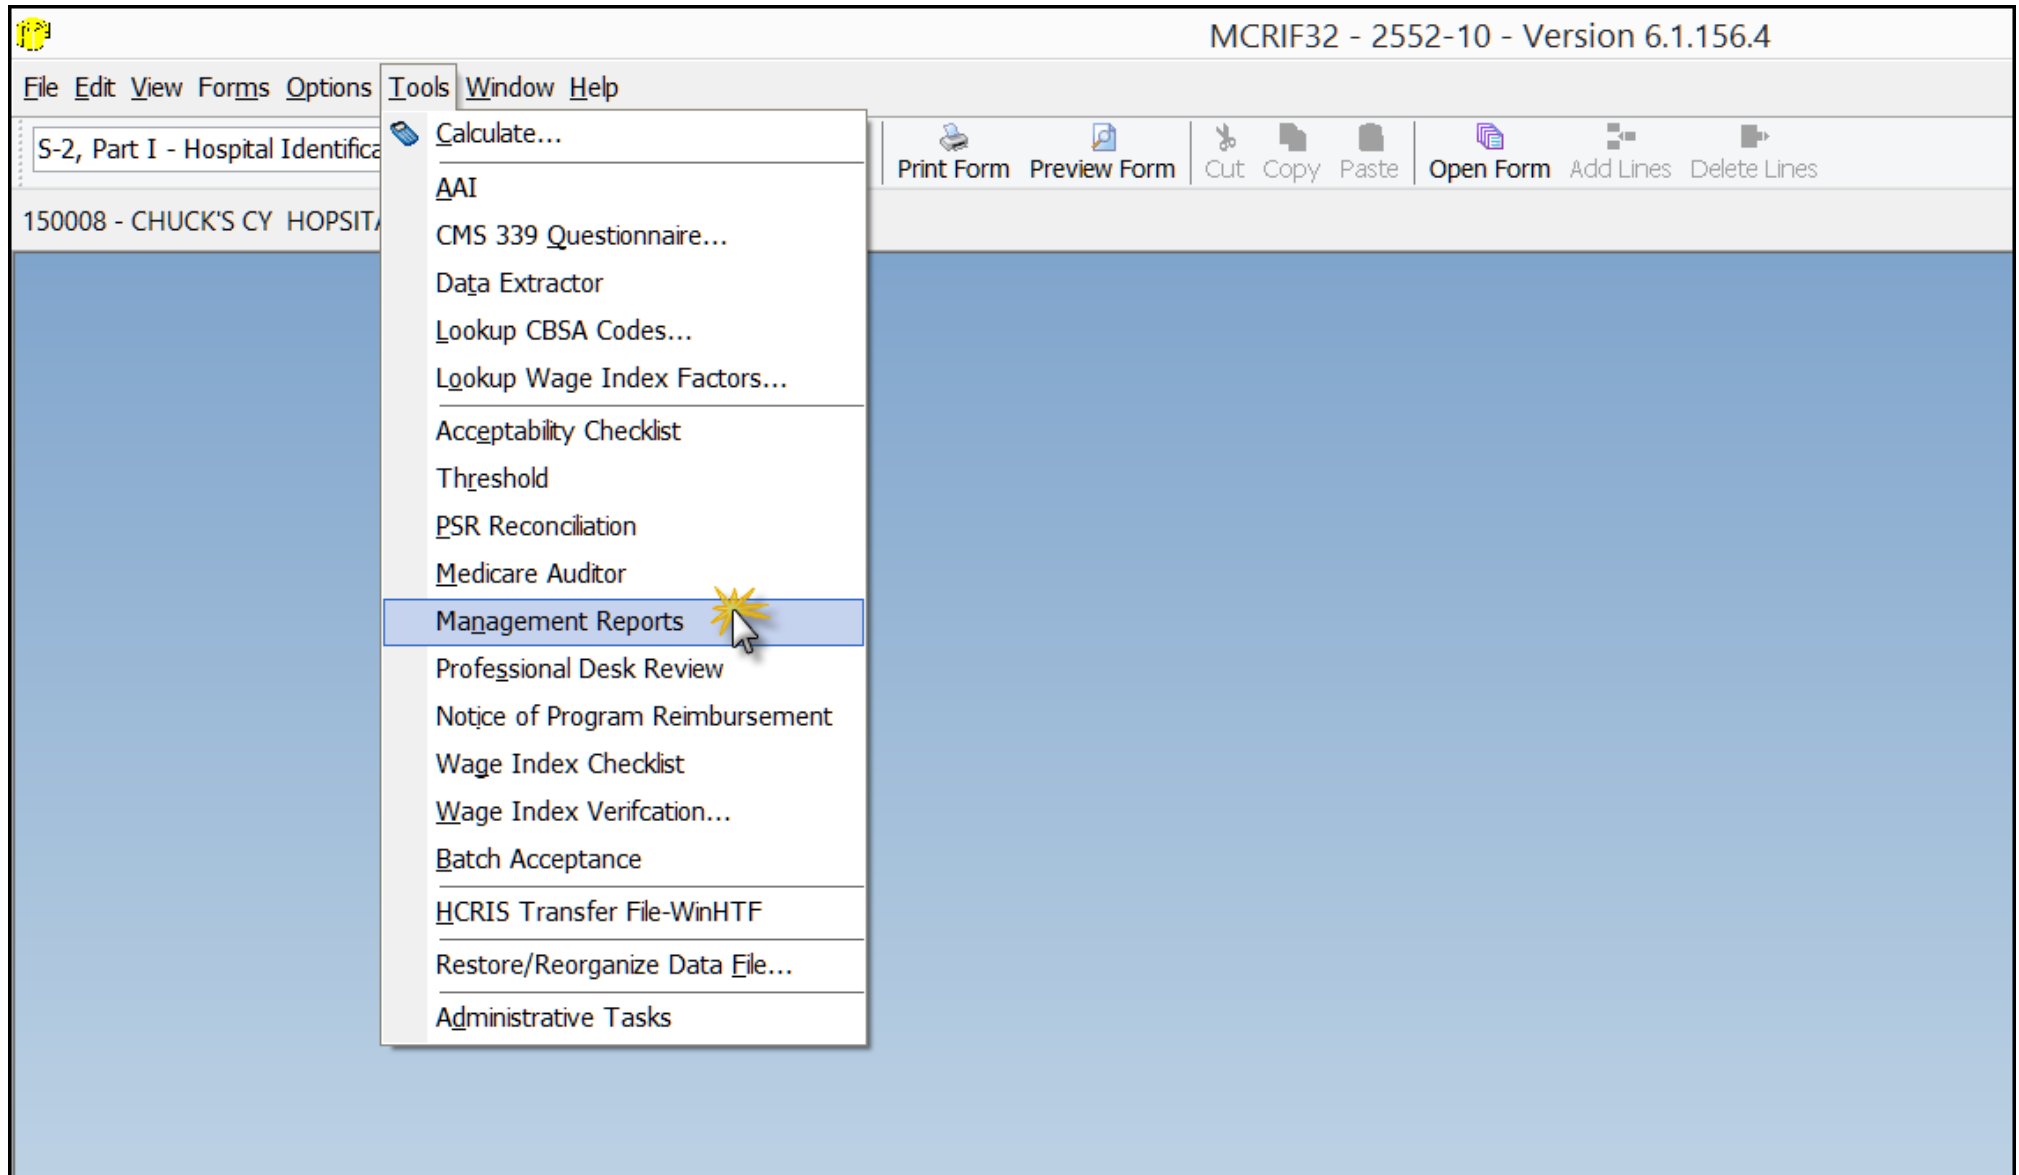 MCRIF32 - 2552-10 - Version 6.1.156.4
File Edit View Forms Options Tools Window Help
S-2, Part I - Hospital Identifica
Print Form Preview Form Cut Copy Paste Open Form Add Lines Delete Lines
150008 - CHUCK'S CY HOPSITA
Calculate...
AAI
CMS 339 Questionnaire...
Data Extractor
Lookup CBSA Codes...
Lookup Wage Index Factors...
Acceptability Checklist
Threshold
PSR Reconciliation
Medicare Auditor
Management Reports
Professional Desk Review
Notice of Program Reimbursement
Wage Index Checklist
Wage Index Verifcation...
Batch Acceptance
HCRIS Transfer File-WinHTF
Restore/Reorganize Data File...
Administrative Tasks